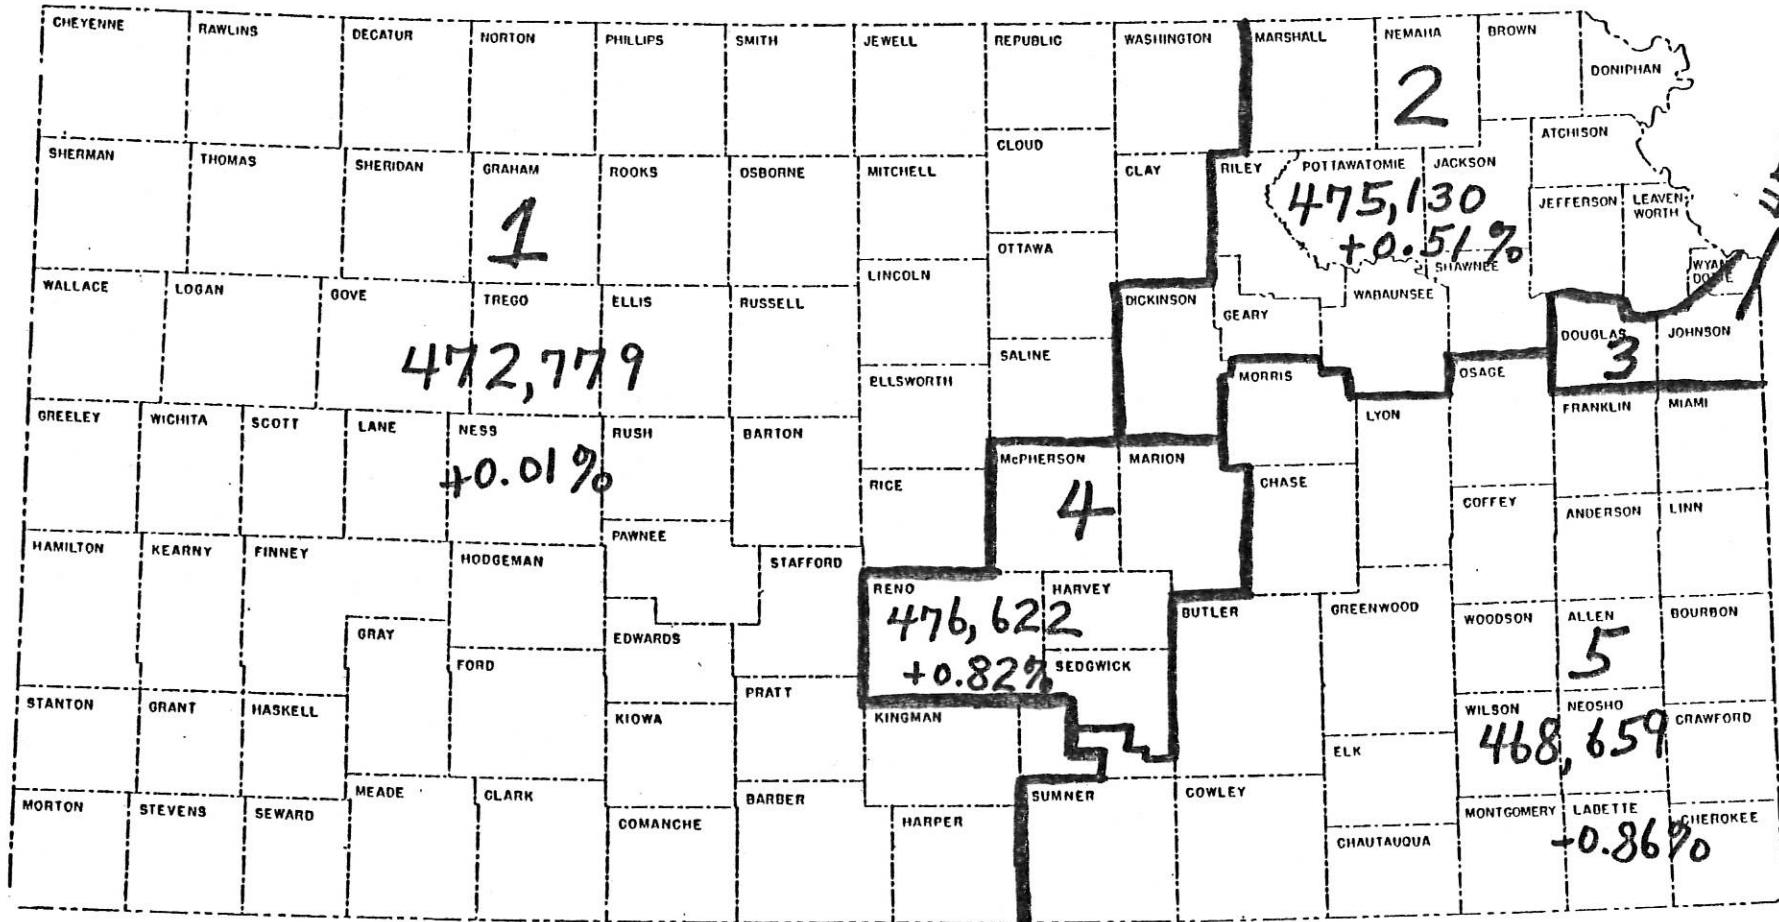 CHEYENNE RAWLINS DECATUR NORTON PHILLIPS SMITH JEWELL REPUBLIC WASHINGTON MARSHALL NEMAHA BROWN
DONIPHAN
2
ATCHISON
CLOUD
SHERMAN THOMAS SHERIDAN GRAHAM ROOKS OSBORNE MITCHELL CLAY RILEY POTTAWATOMIE JACKSON
1
475,130
JEFFERSON LEAVEN-
WORTH
+0.51%
OTTAWA
SHAWNEE
LINCOLN
WYAN
DOTTE
WALLACE LOGAN GOVE TREGO ELLIS RUSSELL DICKINSON GEARY WABAUNSEE
DOUGLAS JOHNSON
3
472,779
SALINE
ELLSWORTH
MORRIS OSAGE
FRANKLIN MIAMI
GREELEY WICHITA SCOTT LANE NESS RUSH BARTON LYON
+0.01%
McPHERSON MARION
4
RICE CHASE
COFFEY ANDERSON LINN
HAMILTON KEARNY FINNEY HODGEMAN PAWNEE STAFFORD
RENO HARVEY BUTLER GREENWOOD WOODSON ALLEN BOURBON
476,622
5
GRAY EDWARDS
FORD
+0.82%
SEDGWICK
PRATT
STANTON GRANT HASKELL KIOWA KINGMAN WILSON NEOSHO CRAWFORD
468,659
ELK
MEADE CLARK BARBER SUMNER COWLEY
MORTON STEVENS SEWARD COMANCHE HARPER CHAUTAUQUA MONTGOMERY LABETTE CHEROKEE
-0.86%